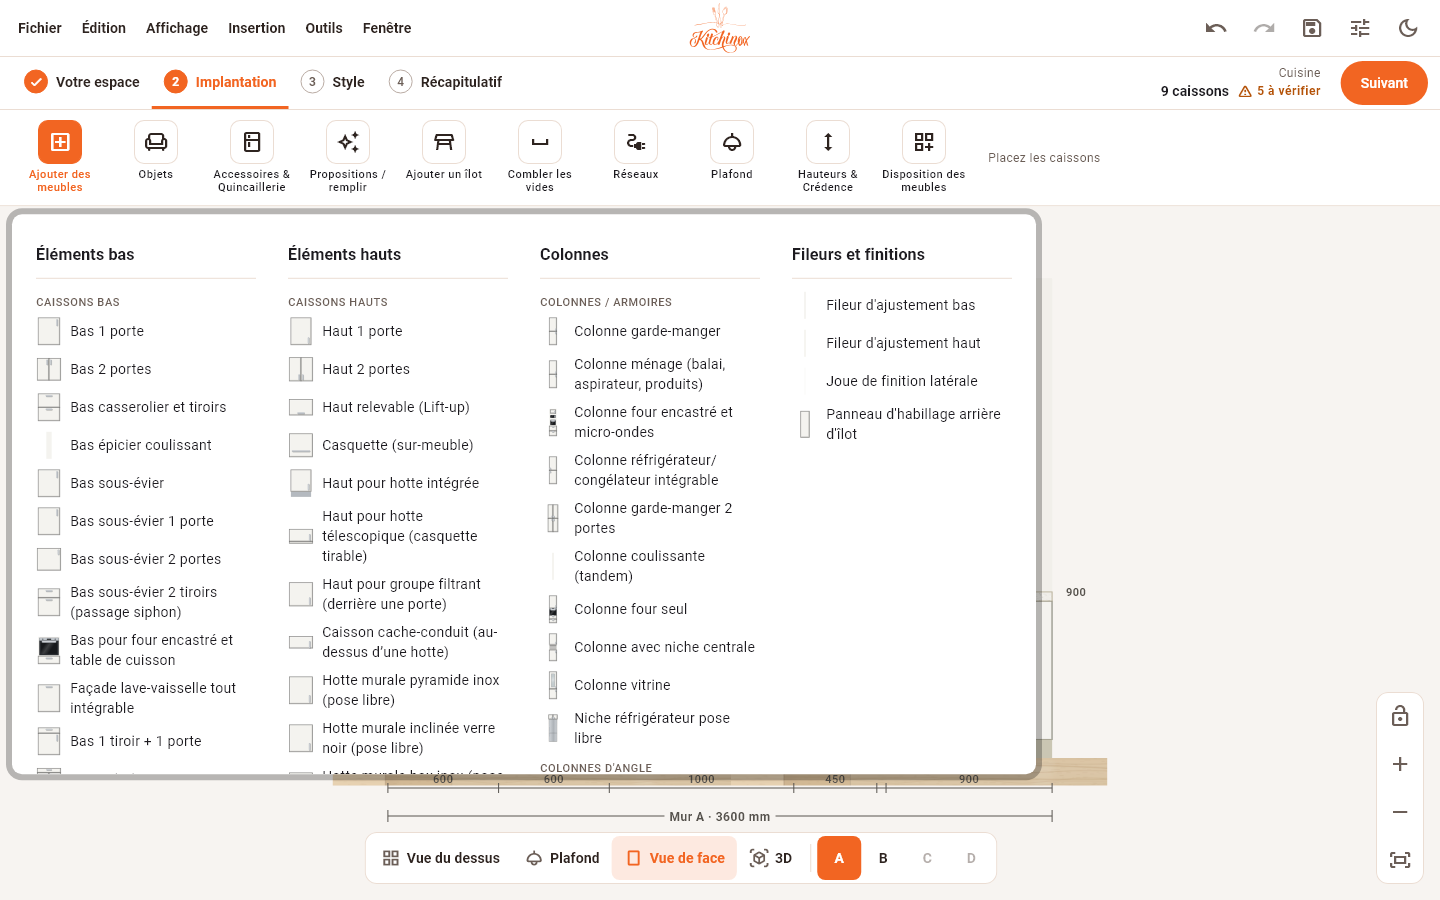 Fichier Édition Affichage Insertion Outils Fenêtre
Kitchinox
Votre espace
2 Implantation
3 Style
4 Récapitulatif
Cuisine
9 caissons 5 à vérifier
Suivant
Ajouter des
meubles
Objets
Accessoires &
Quincaillerie
Propositions /
remplir
Ajouter un îlot
Combler les
vides
Réseaux
Plafond
Hauteurs &
Crédence
Disposition des
meubles
Placez les caissons
Éléments bas
CAISSONS BAS
Bas 1 porte
Bas 2 portes
Bas casserolier et tiroirs
Bas épicier coulissant
Bas sous-évier
Bas sous-évier 1 porte
Bas sous-évier 2 portes
Bas sous-évier 2 tiroirs
(passage siphon)
Bas pour four encastré et
table de cuisson
Façade lave-vaisselle tout
intégrable
Bas 1 tiroir + 1 porte
Éléments hauts
CAISSONS HAUTS
Haut 1 porte
Haut 2 portes
Haut relevable (Lift-up)
Casquette (sur-meuble)
Haut pour hotte intégrée
Haut pour hotte
télescopique (casquette
tirable)
Haut pour groupe filtrant
(derrière une porte)
Caisson cache-conduit (au-
dessus d'une hotte)
Hotte murale pyramide inox
(pose libre)
Hotte murale inclinée verre
noir (pose libre)
Hotte murale box inox (pose
Colonnes
COLONNES / ARMOIRES
Colonne garde-manger
Colonne ménage (balai,
aspirateur, produits)
Colonne four encastré et
micro-ondes
Colonne réfrigérateur/
congélateur intégrable
Colonne garde-manger 2
portes
Colonne coulissante
(tandem)
Colonne four seul
Colonne avec niche centrale
Colonne vitrine
Niche réfrigérateur pose
libre
COLONNES D'ANGLE
Fileurs et finitions
Fileur d'ajustement bas
Fileur d'ajustement haut
Joue de finition latérale
Panneau d'habillage arrière
d'îlot
900
600 600 1000 450 900
Mur A · 3600 mm
Vue du dessus Plafond Vue de face 3D A B C D